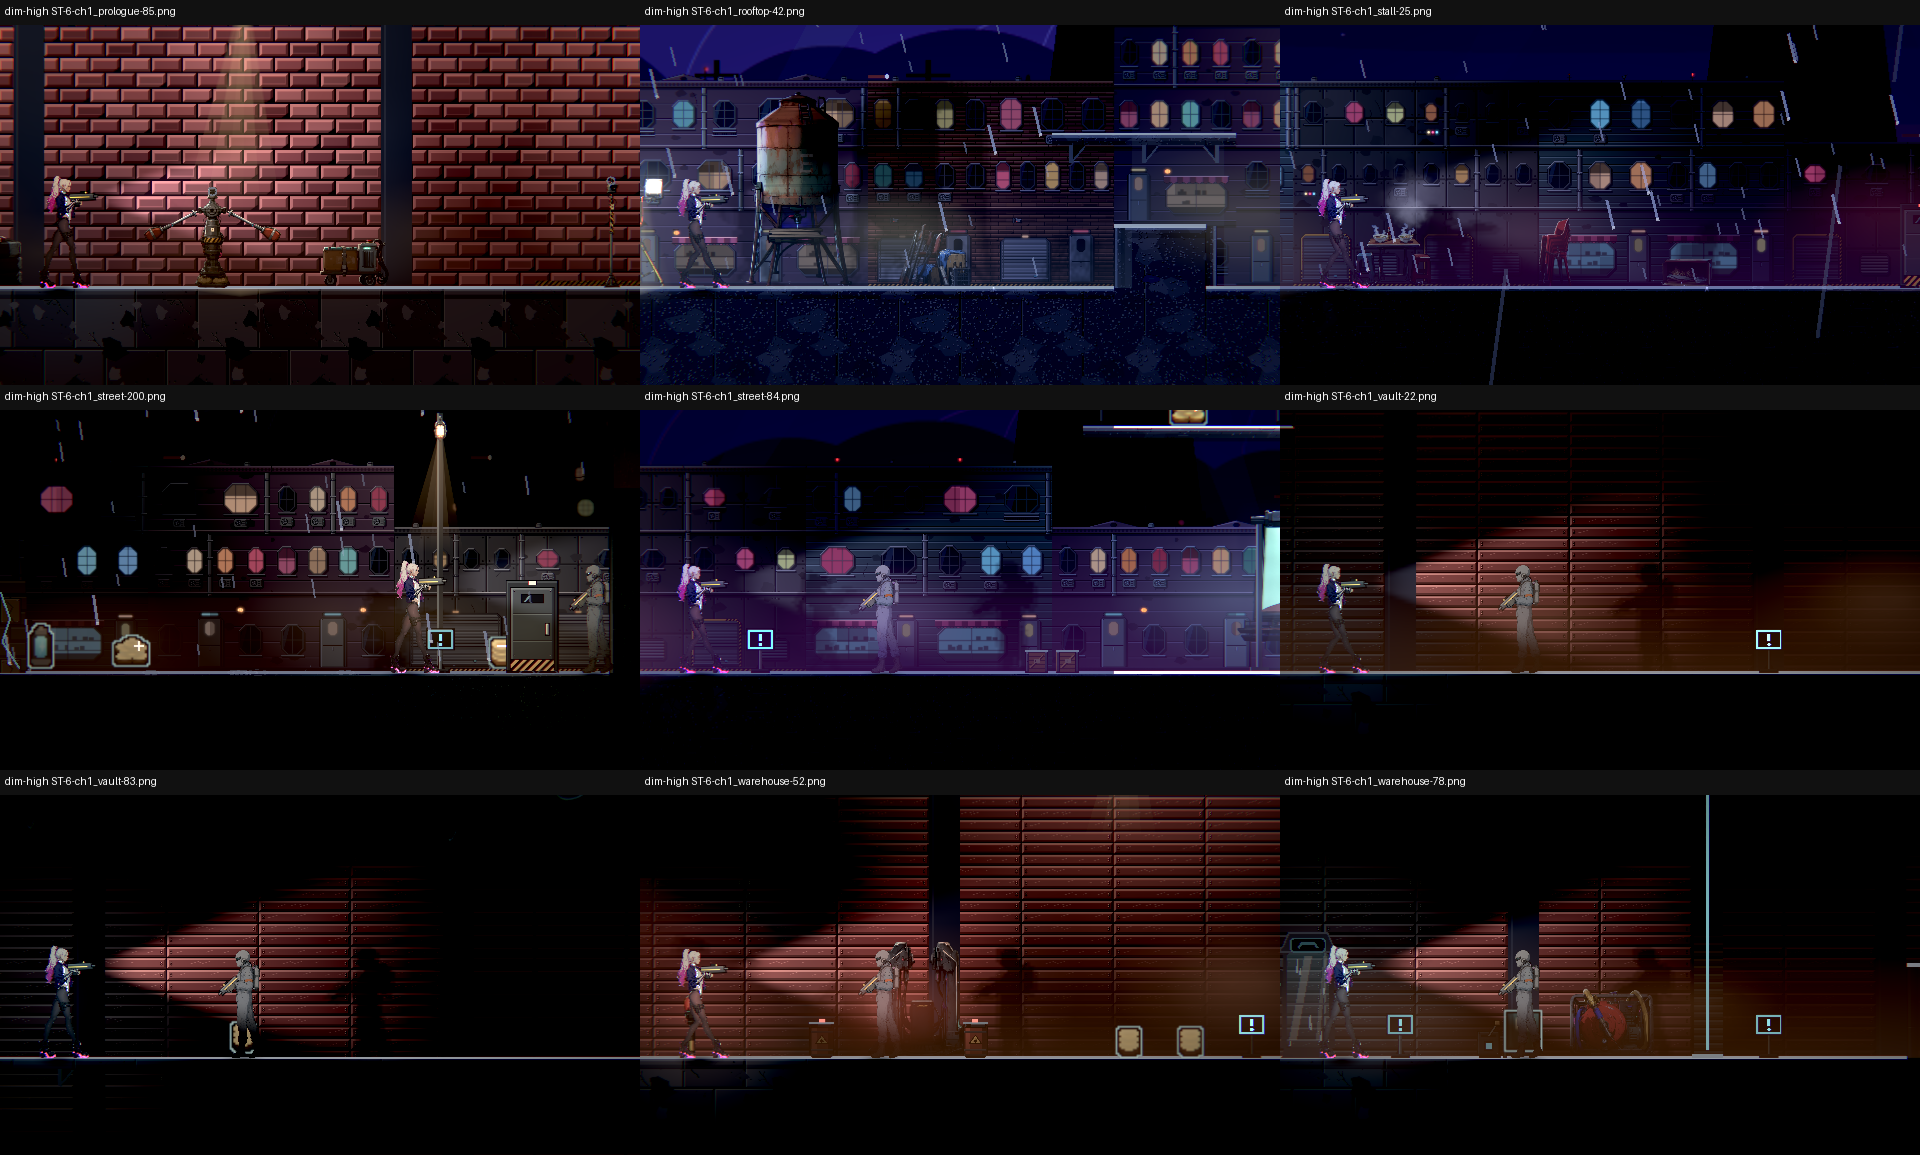 dim-high ST-6-ch1_prologue-85.png
dim-high ST-6-ch1_rooftop-42.png
dim-high ST-6-ch1_stall-25.png
dim-high ST-6-ch1_street-200.png
dim-high ST-6-ch1_street-84.png
dim-high ST-6-ch1_vault-22.png
!
!
!
dim-high ST-6-ch1_vault-83.png
dim-high ST-6-ch1_warehouse-52.png
dim-high ST-6-ch1_warehouse-78.png
!
!
!